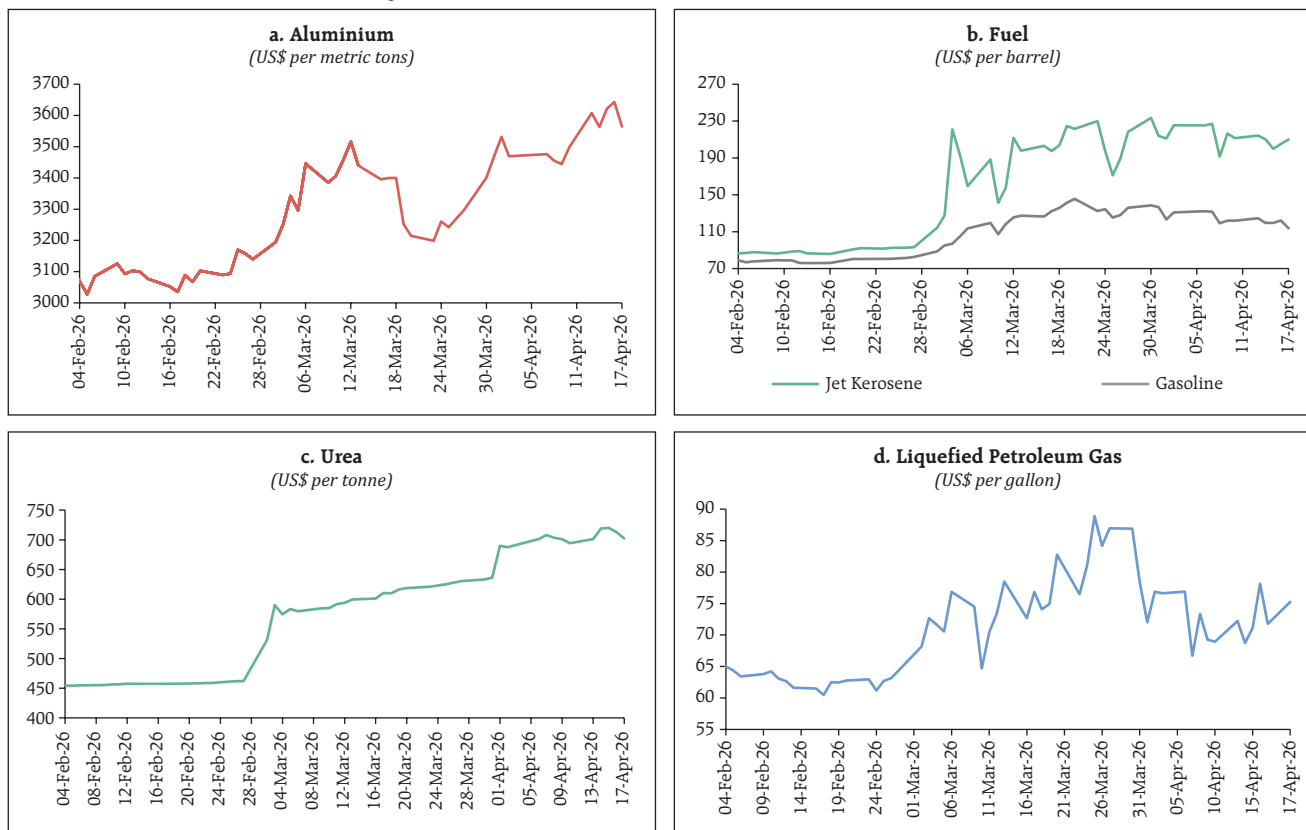 a. Aluminium
(US$ per metric tons)
3700
3600
3500
3400
3300
3200
3100
3000
04-Feb-26
10-Feb-26
16-Feb-26
22-Feb-26
28-Feb-26
06-Mar-26
12-Mar-26
18-Mar-26
24-Mar-26
30-Mar-26
05-Apr-26
11-Apr-26
17-Apr-26
b. Fuel
(US$ per barrel)
270
230
190
150
110
70
04-Feb-26
10-Feb-26
16-Feb-26
22-Feb-26
28-Feb-26
06-Mar-26
12-Mar-26
18-Mar-26
24-Mar-26
30-Mar-26
05-Apr-26
11-Apr-26
17-Apr-26
Jet Kerosene
Gasoline
c. Urea
(US$ per tonne)
750
700
650
600
550
500
450
400
04-Feb-26
08-Feb-26
12-Feb-26
16-Feb-26
20-Feb-26
24-Feb-26
28-Feb-26
04-Mar-26
08-Mar-26
12-Mar-26
16-Mar-26
20-Mar-26
24-Mar-26
28-Mar-26
01-Apr-26
05-Apr-26
09-Apr-26
13-Apr-26
17-Apr-26
d. Liquefied Petroleum Gas
(US$ per gallon)
90
85
80
75
70
65
60
55
04-Feb-26
09-Feb-26
14-Feb-26
19-Feb-26
24-Feb-26
01-Mar-26
06-Mar-26
11-Mar-26
16-Mar-26
21-Mar-26
26-Mar-26
31-Mar-26
05-Apr-26
10-Apr-26
15-Apr-26
17-Apr-26